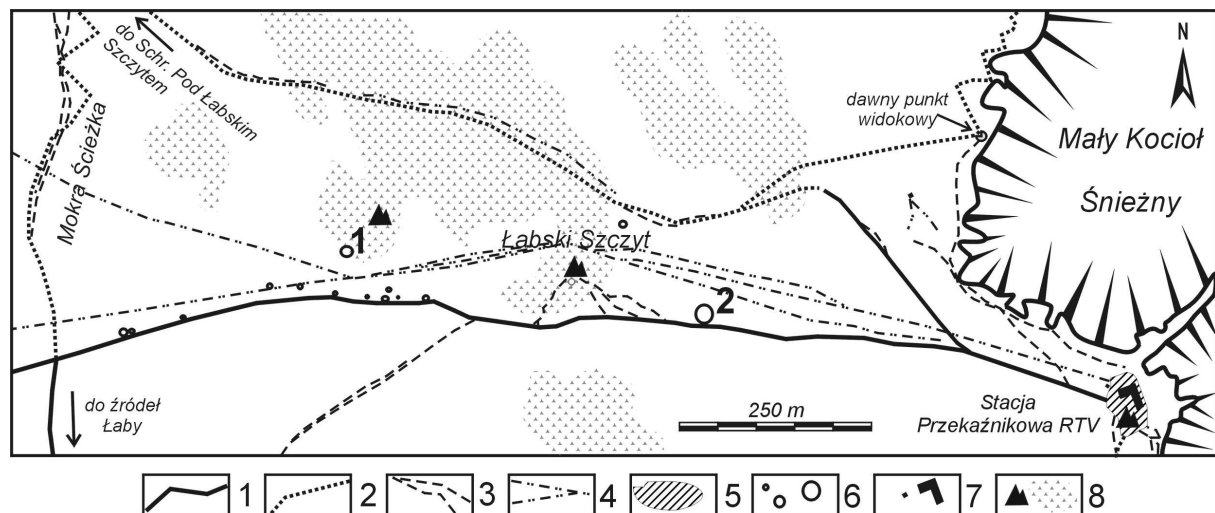 do Schr. Pod Łabskim
Szczytem
N
dawny punkt
widokowy
Mały Kocioł
Śnieżny
Mokra Ścieżka
1
Łabski Szczyt
2
do źródeł
Łaby
250 m
Stacja
Przekaźnikowa RTV
1 2 3 4 5 6 7 8